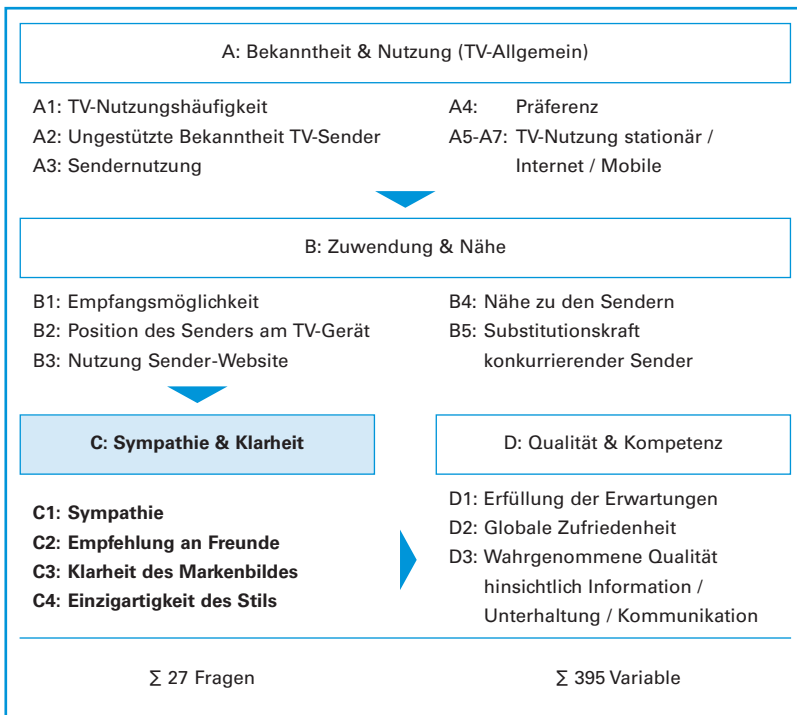 A: Bekanntheit & Nutzung (TV-Allgemein)
A1: TV-Nutzungshäufigkeit
A2: Ungestützte Bekanntheit TV-Sender
A3: Sendernutzung
A4: Präferenz
A5-A7: TV-Nutzung stationär /
Internet / Mobile
B: Zuwendung & Nähe
B1: Empfangsmöglichkeit
B2: Position des Senders am TV-Gerät
B3: Nutzung Sender-Website
B4: Nähe zu den Sendern
B5: Substitutionskraft
konkurrierender Sender
C: Sympathie & Klarheit
C1: Sympathie
C2: Empfehlung an Freunde
C3: Klarheit des Markenbildes
C4: Einzigartigkeit des Stils
D: Qualität & Kompetenz
D1: Erfüllung der Erwartungen
D2: Globale Zufriedenheit
D3: Wahrgenommene Qualität
hinsichtlich Information /
Unterhaltung / Kommunikation
∑ 27 Fragen
∑ 395 Variable